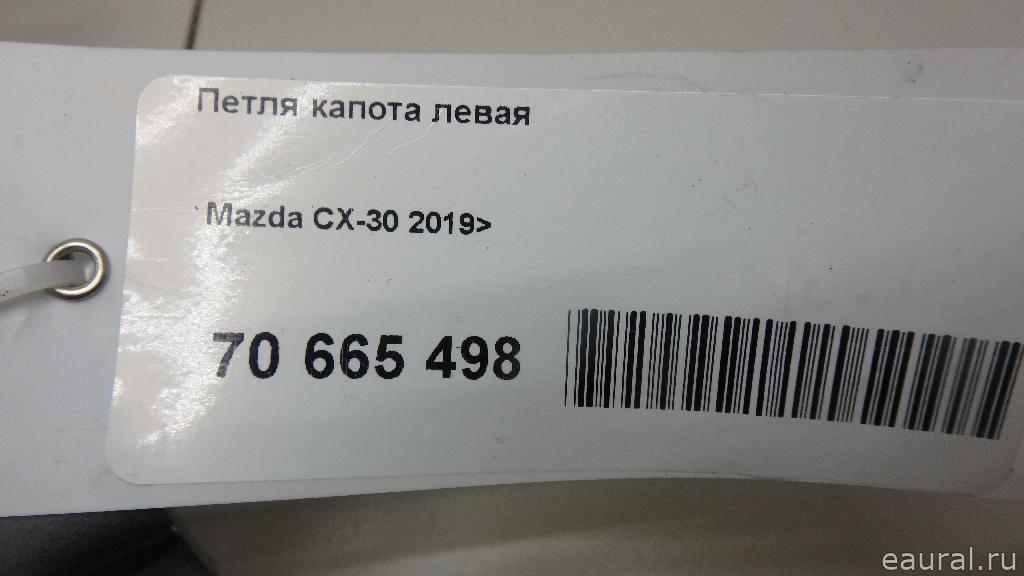 Петля капота левая
Mazda CX-30 2019>
70 665 498
eaural.ru